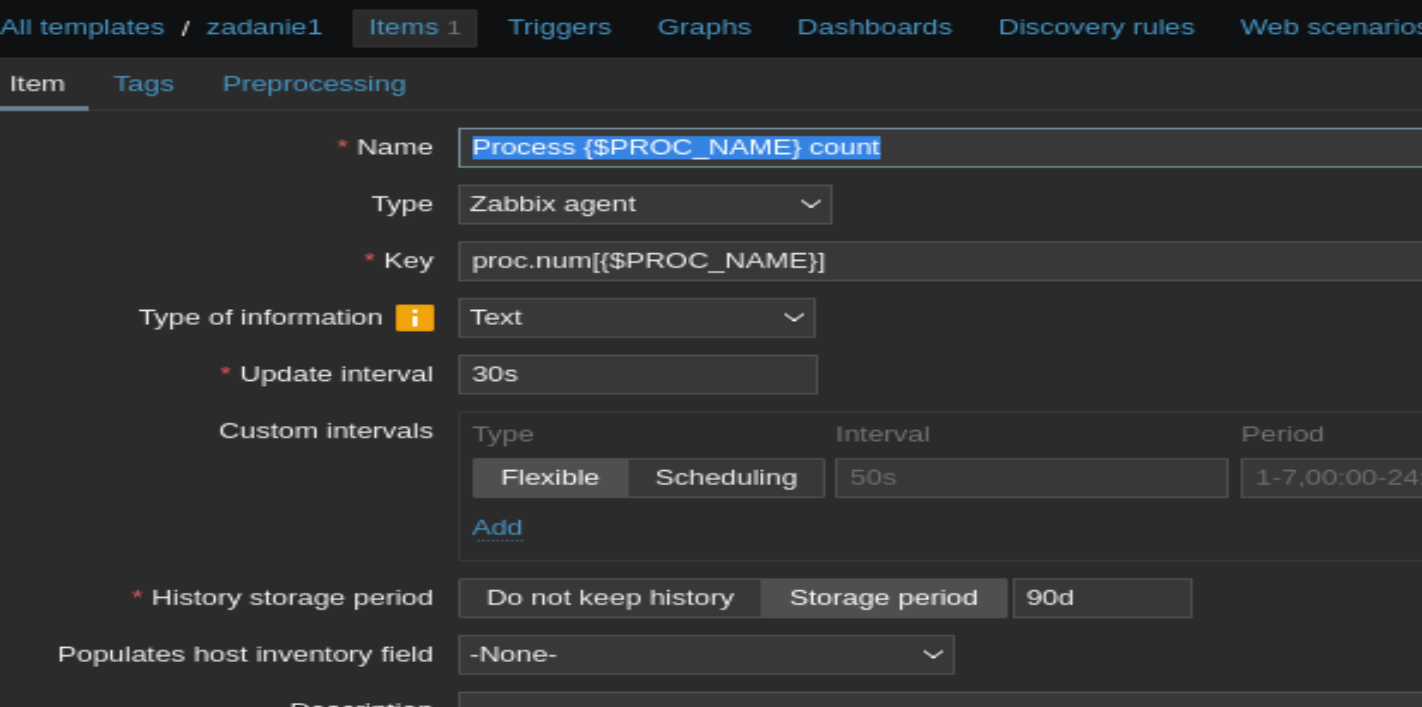 All templates / zadanie1 Items 1 Triggers Graphs Dashboards Discovery rules Web scenarios
Item Tags Preprocessing
* Name Process {$PROC_NAME} count
Type Zabbix agent
* Key proc.num[{$PROC_NAME}]
Type of information i Text
* Update interval 30s
Custom intervals Type Interval Period
Flexible Scheduling 50s 1-7,00:00-24:
Add
* History storage period Do not keep history Storage period 90d
Populates host inventory field -None-
Description